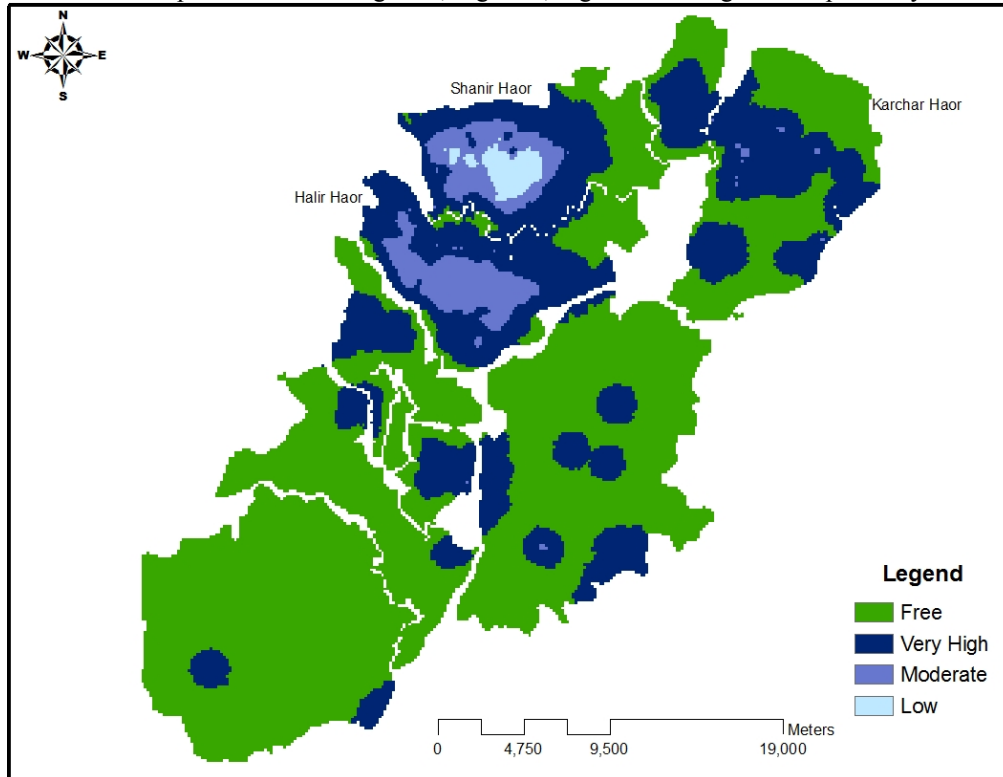 N
W E
S
Shanir Haor
Karchar Haor
Halir Haor
Legend
Free
Very High
Moderate
Low
Meters
0 4,750 9,500 19,000